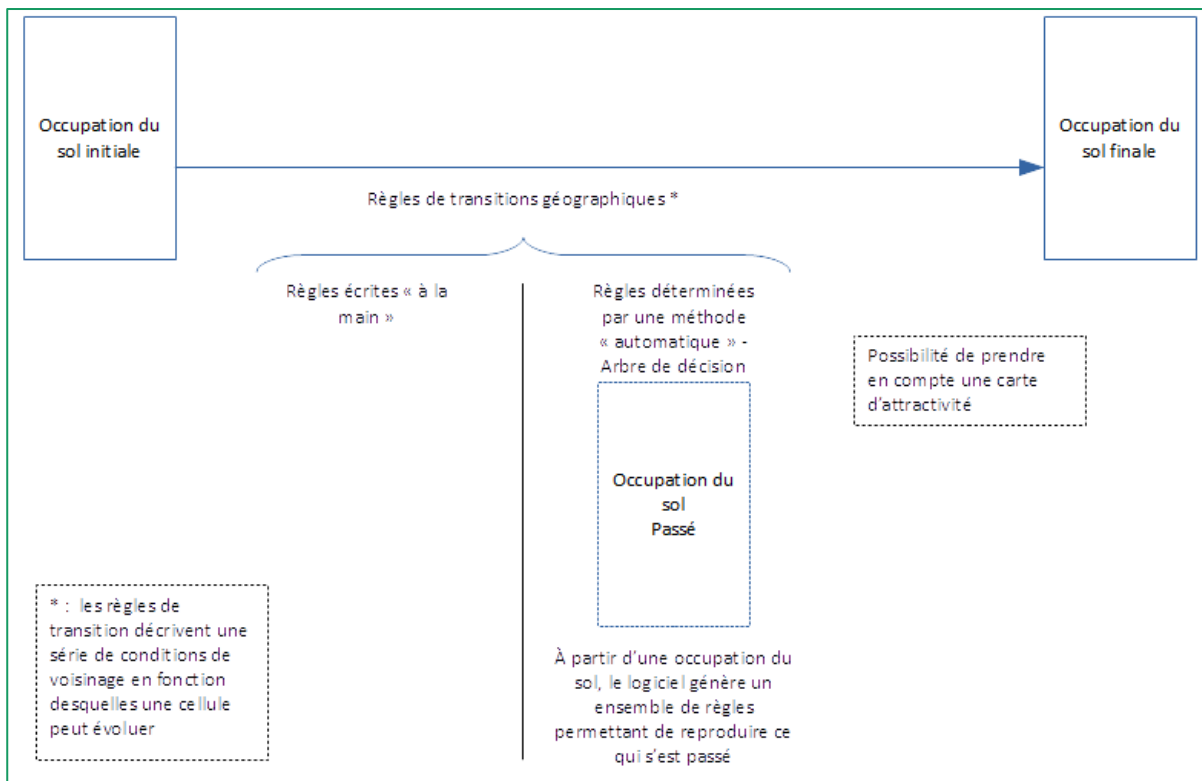 Occupation du
sol initiale
Occupation du
sol finale
Règles de transitions géographiques *
Règles écrites « à la
main »
Règles déterminées
par une méthode
« automatique » -
Arbre de décision
Possibilité de prendre
en compte une carte
d'attractivité
Occupation du
sol
Passé
* : les règles de
transition décrivent une
série de conditions de
voisinage en fonction
desquelles une cellule
peut évoluer
À partir d'une occupation du
sol, le logiciel génère un
ensemble de règles
permettant de reproduire ce
qui s'est passé